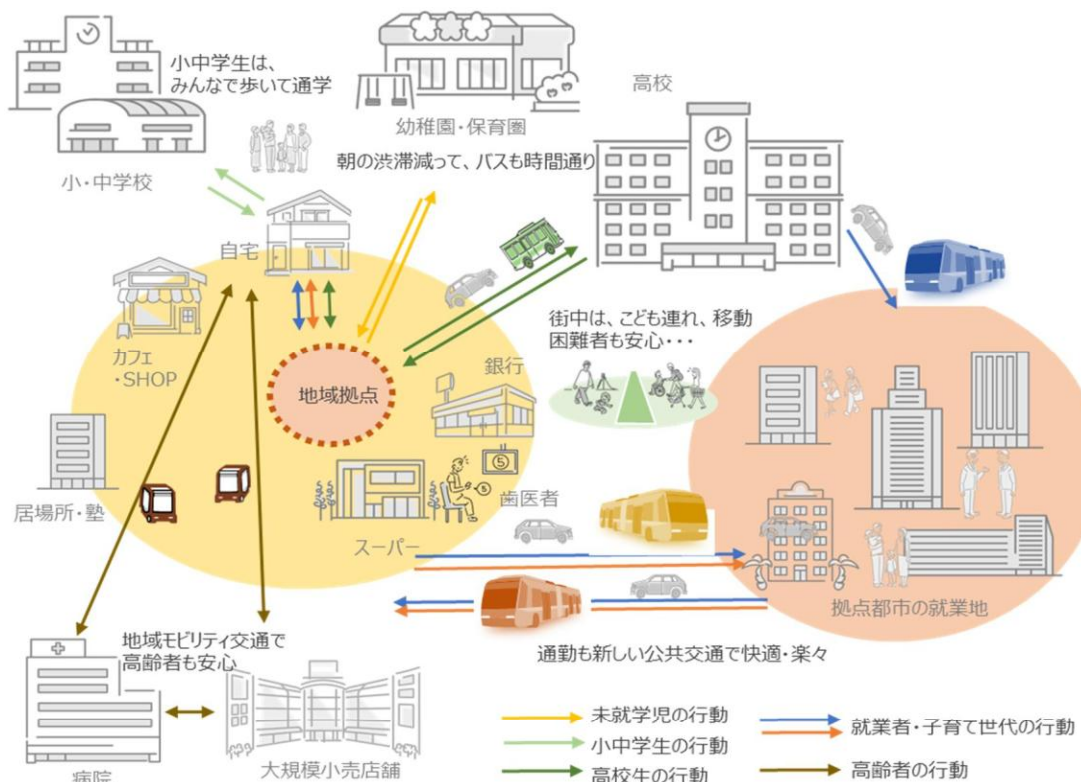 小中学生は、
みんなで歩いて通学
小・中学校
幼稚園・保育園
高校
朝の渋滞減って、バスも時間通り
自宅
カフェ
・SHOP
地域拠点
銀行
街中は、こども連れ、移動
困難者も安心・・・
居場所・塾
歯医者
⑤
⑤
スーパー
拠点都市の就業地
地域モビリティ交通で
高齢者も安心
通勤も新しい公共交通で快適・楽々
病院
大規模小売店舗
未就学児の行動
小中学生の行動
高校生の行動
就業者・子育て世代の行動
高齢者の行動